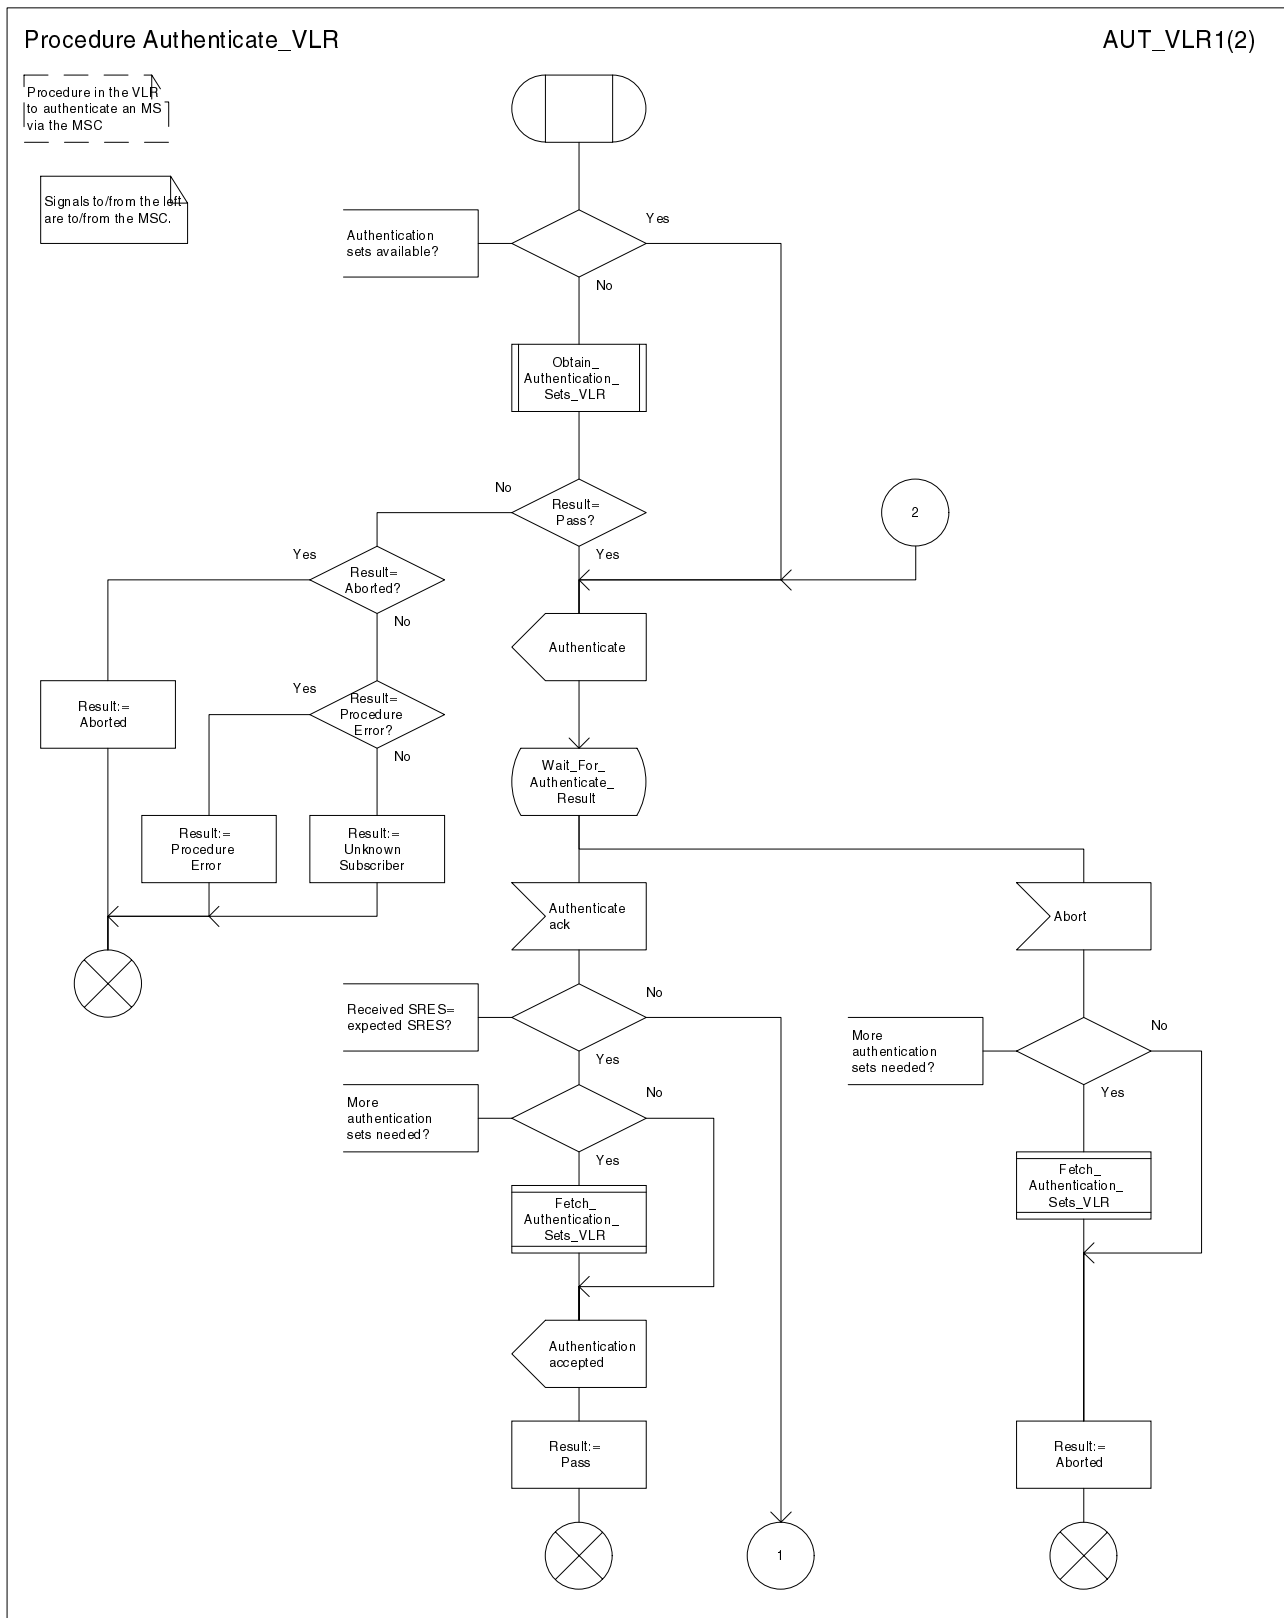 Procedure Authenticate_VLR
AUT_VLR1(2)
Procedure in the VLR
to authenticate an MS
via the MSC
Signals to/from the left
are to/from the MSC.
Authentication
sets available?
Yes
No
Obtain_
Authentication_
Sets_VLR
No
Result=
Pass?
Yes
2
Yes
Result=
Aborted?
No
Authenticate
Result:=
Aborted
Yes
Result=
Procedure
Error?
No
Wait_For_
Authenticate_
Result
Result:=
Procedure
Error
Result:=
Unknown
Subscriber
Authenticate
ack
Abort
Received SRES=
expected SRES?
No
Yes
More
authentication
sets needed?
No
Yes
More
authentication
sets needed?
No
Yes
Fetch_
Authentication_
Sets_VLR
Fetch_
Authentication_
Sets_VLR
Authentication
accepted
Result:=
Pass
Result:=
Aborted
1